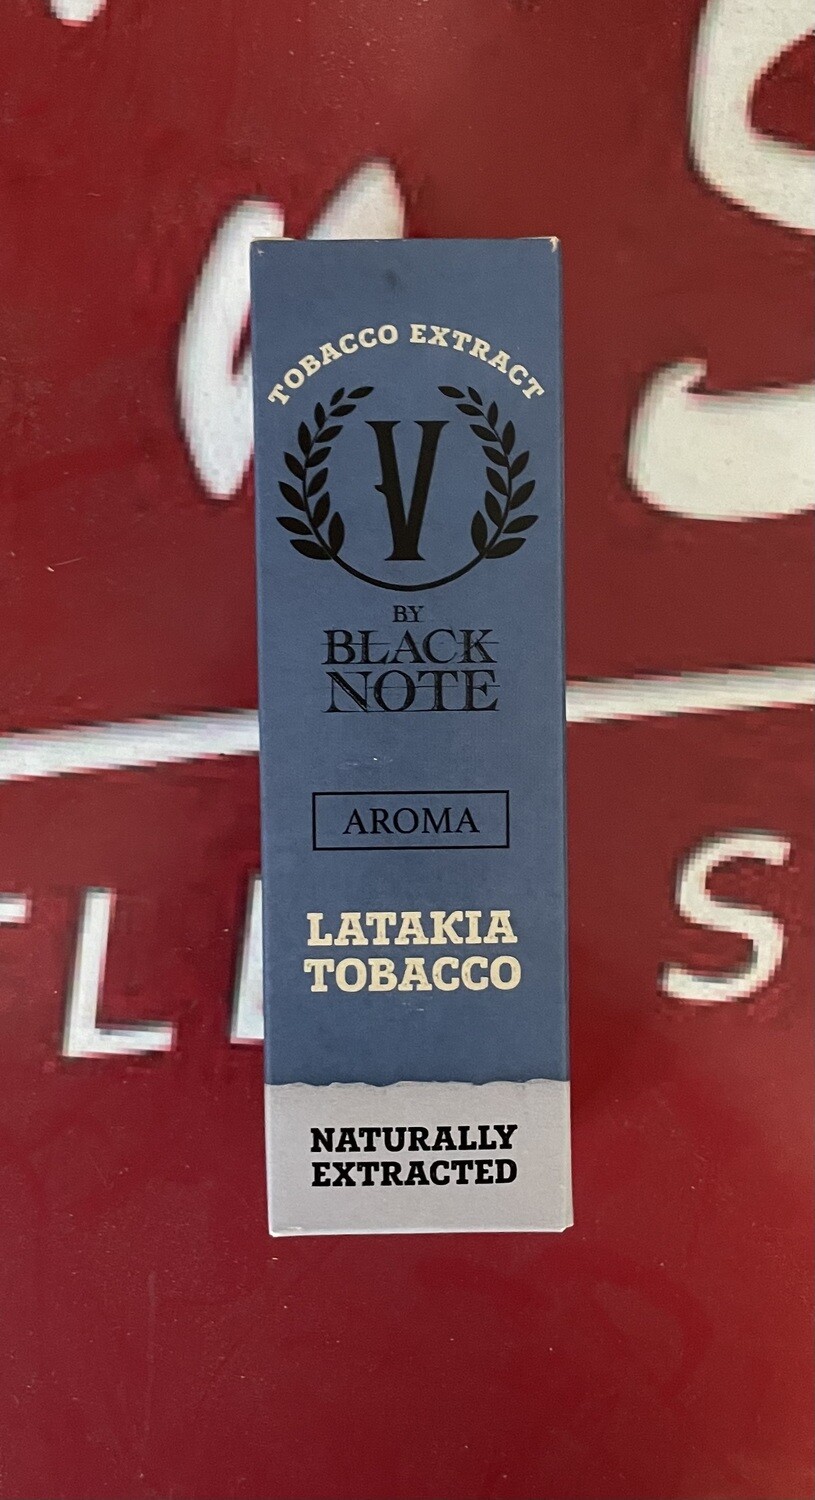 TOBACCO EXTRACT
V
BY
BLACK
NOTE
AROMA
LATAKIA
TOBACCO
NATURALLY
EXTRACTED
L
S